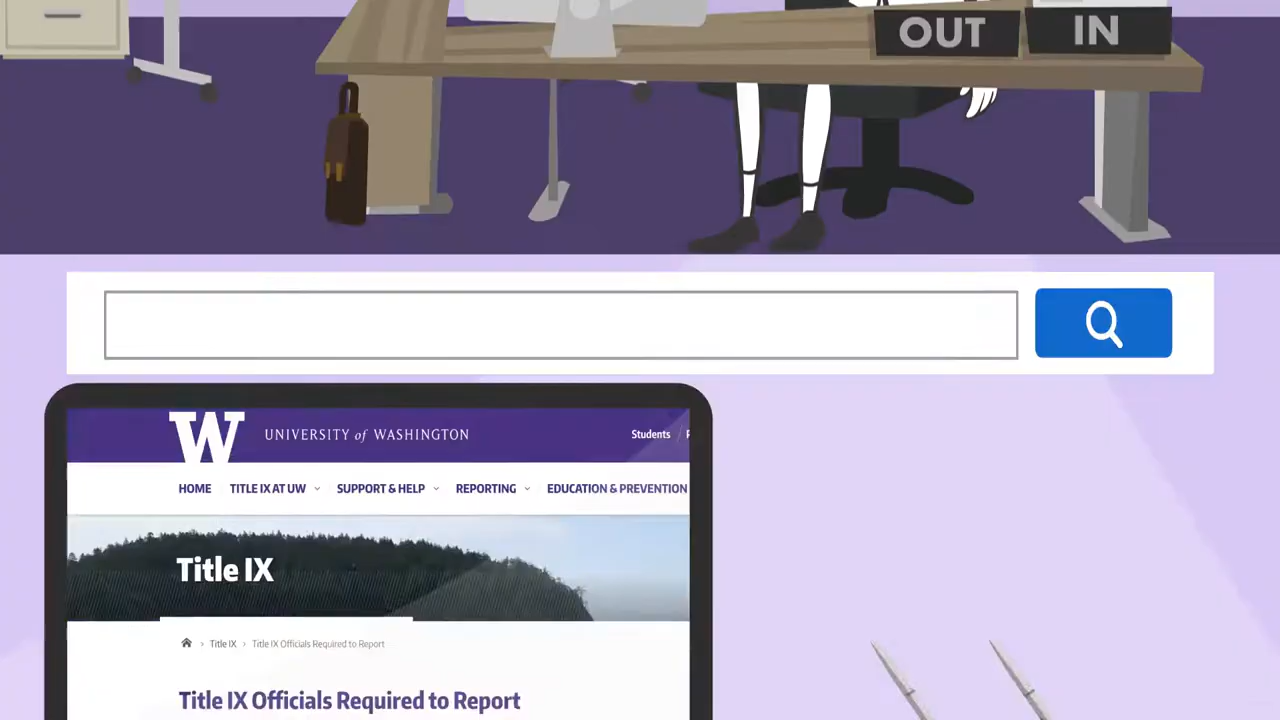 OUT IN
W UNIVERSITY of WASHINGTON Students
HOME TITLE IX AT UW SUPPORT & HELP REPORTING EDUCATION & PREVENTION
Title IX
Title IX › Title IX Officials Required to Report
Title IX Officials Required to Report